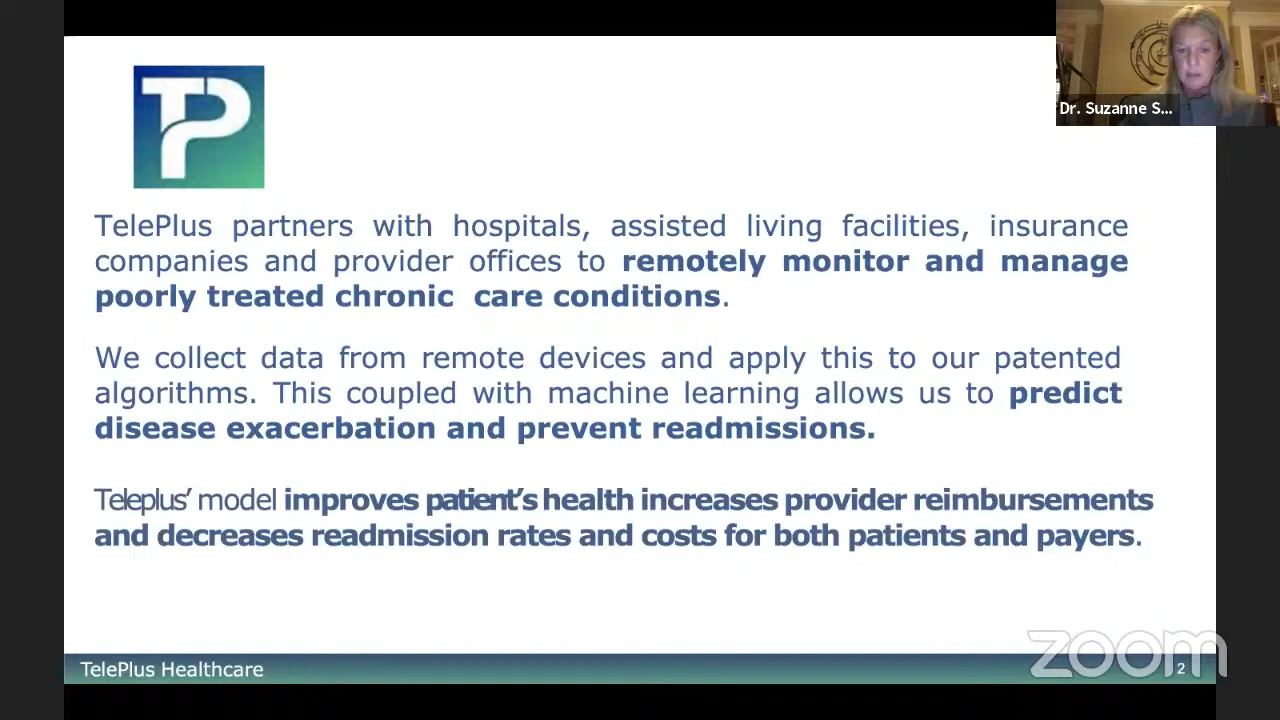 TP
Dr. Suzanne S...
TelePlus partners with hospitals, assisted living facilities, insurance
companies and provider offices to remotely monitor and manage
poorly treated chronic care conditions.
We collect data from remote devices and apply this to our patented
algorithms. This coupled with machine learning allows us to predict
disease exacerbation and prevent readmissions.
Teleplus’ model improves patient’s health increases provider reimbursements
and decreases readmission rates and costs for both patients and payers.
TelePlus Healthcare
zoom
2